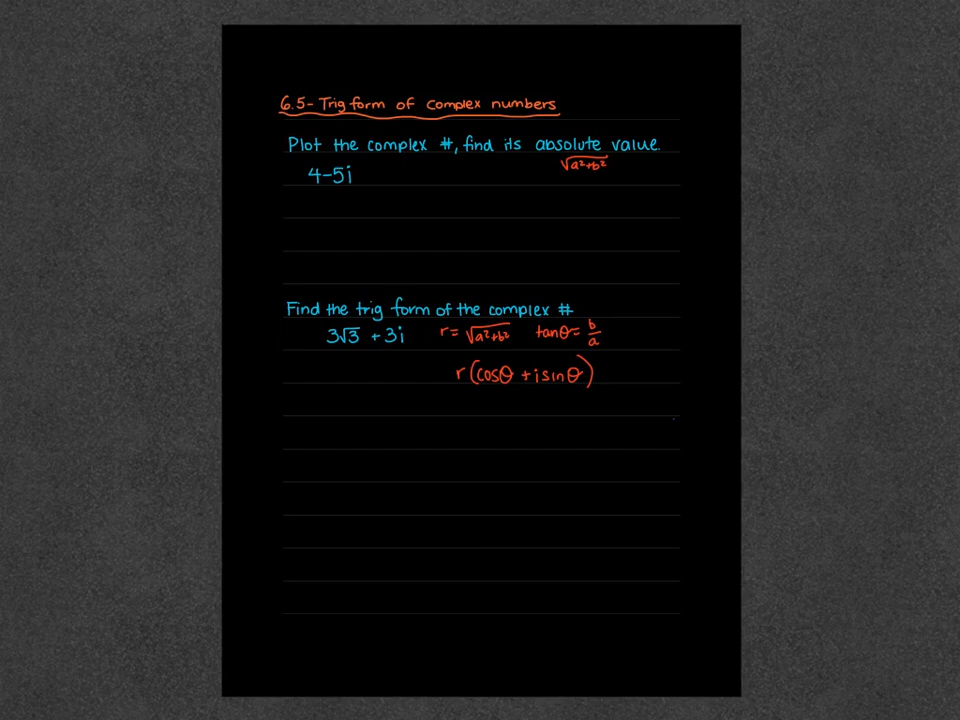 6.5- Trig form of complex numbers
Plot the complex #, find its absolute value.
√a²+b²
4-5i
Find the trig form of the complex #
3√3 + 3i r= √a²+b² tanθ= b/a
r(cosθ + i sinθ)